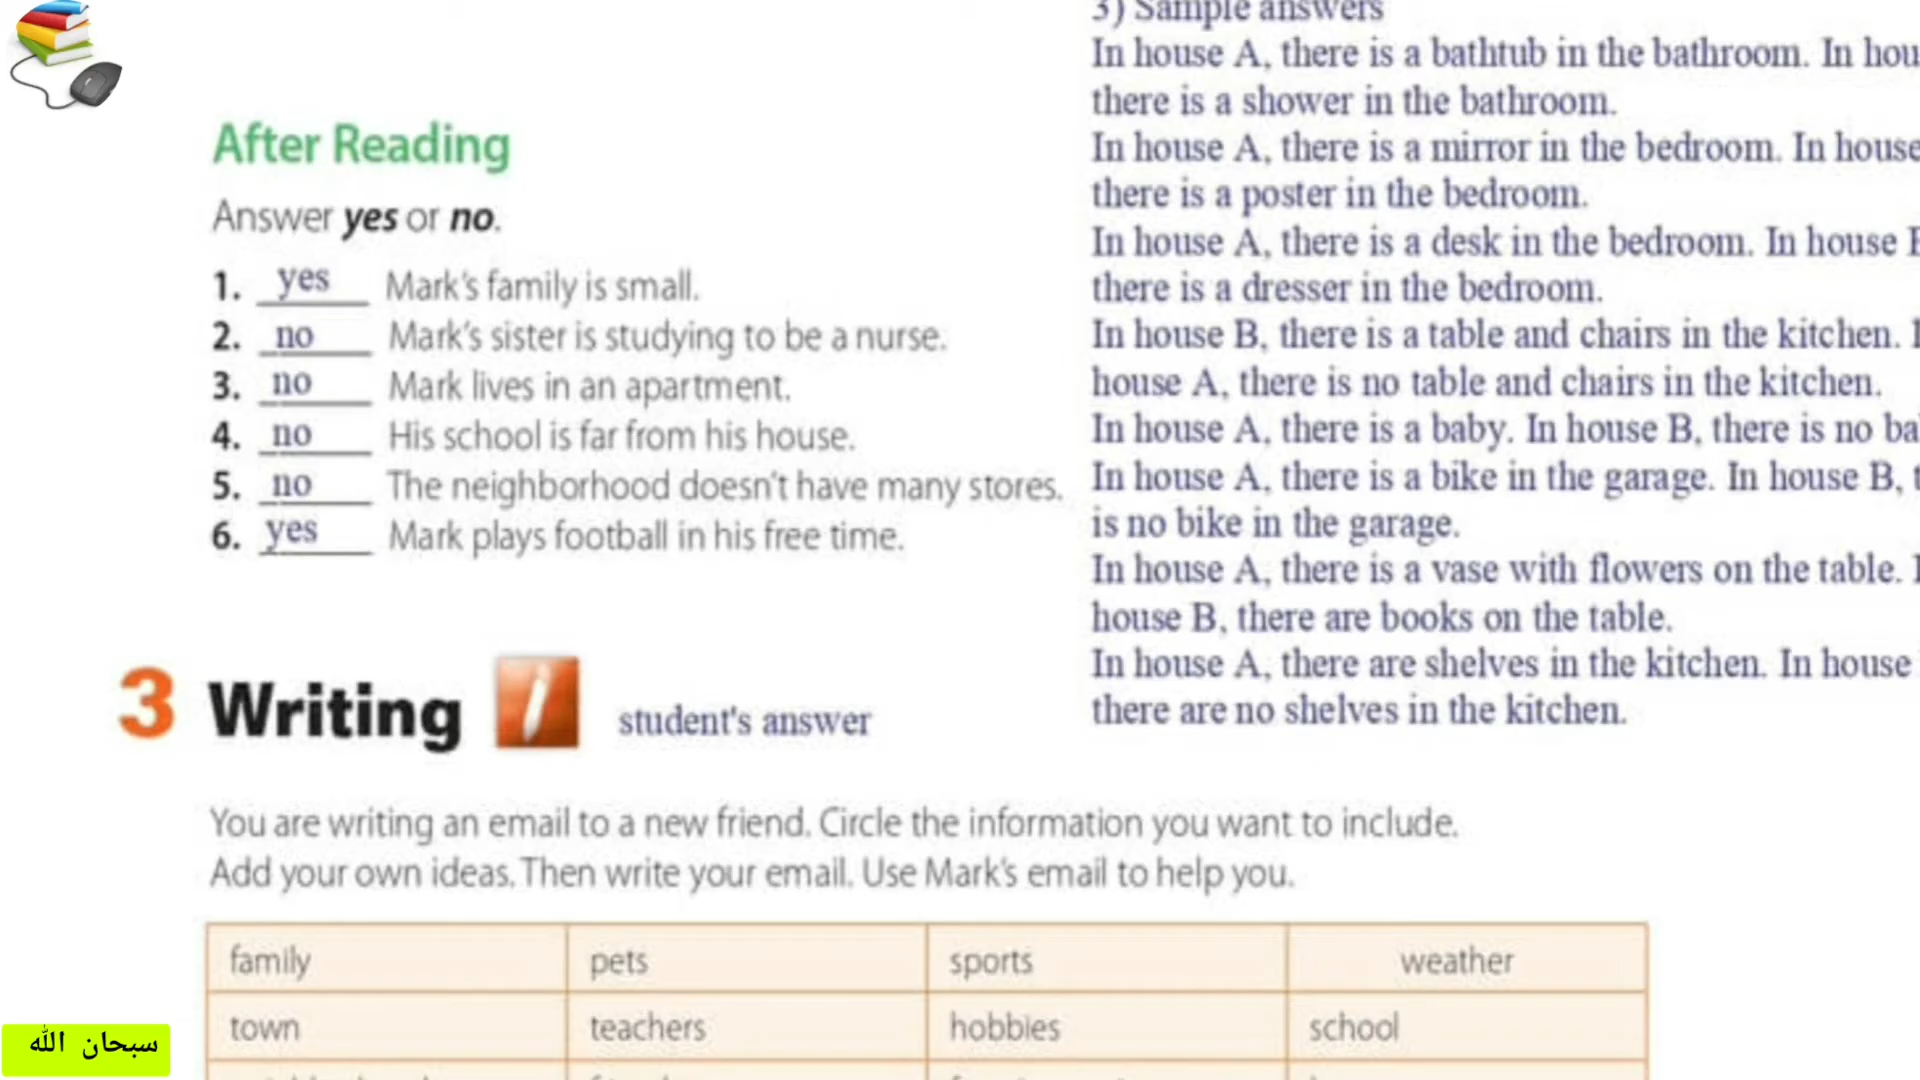 After Reading
Answer yes or no.
1. yes Mark's family is small.
2. no Mark's sister is studying to be a nurse.
3. no Mark lives in an apartment.
4. no His school is far from his house.
5. no The neighborhood doesn't have many stores.
6. yes Mark plays football in his free time.
3) Sample answers
In house A, there is a bathtub in the bathroom. In hou
there is a shower in the bathroom.
In house A, there is a mirror in the bedroom. In house
there is a poster in the bedroom.
In house A, there is a desk in the bedroom. In house
there is a dresser in the bedroom.
In house B, there is a table and chairs in the kitchen.
house A, there is no table and chairs in the kitchen.
In house A, there is a baby. In house B, there is no ba
In house A, there is a bike in the garage. In house B, t
is no bike in the garage.
In house A, there is a vase with flowers on the table.
house B, there are books on the table.
In house A, there are shelves in the kitchen. In house
there are no shelves in the kitchen.
3 Writing student's answer
You are writing an email to a new friend. Circle the information you want to include.
Add your own ideas. Then write your email. Use Mark's email to help you.
family pets sports weather
town teachers hobbies school
سبحان الله